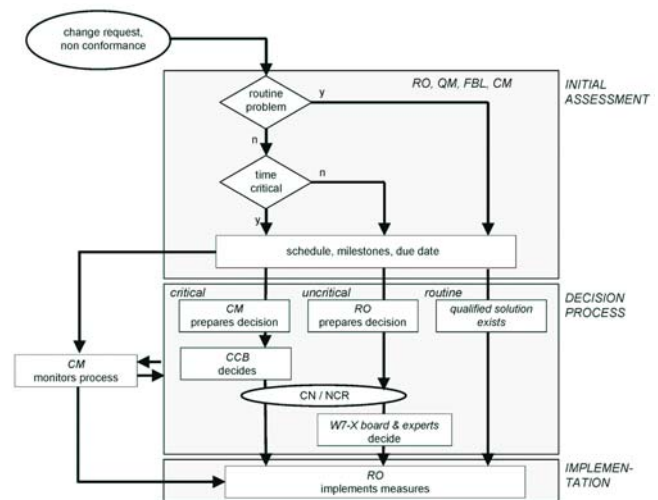 change request,
non conformance
RO, QM, FBL, CM
INITIAL
ASSESSMENT
routine
problem
y
n
time
critical
n
y
schedule, milestones, due date
critical
uncritical
routine
DECISION
PROCESS
CM
prepares decision
RO
prepares decision
qualified solution
exists
CCB
decides
CM
monitors process
CN / NCR
W7-X board & experts
decide
RO
implements measures
IMPLEMEN-
TATION